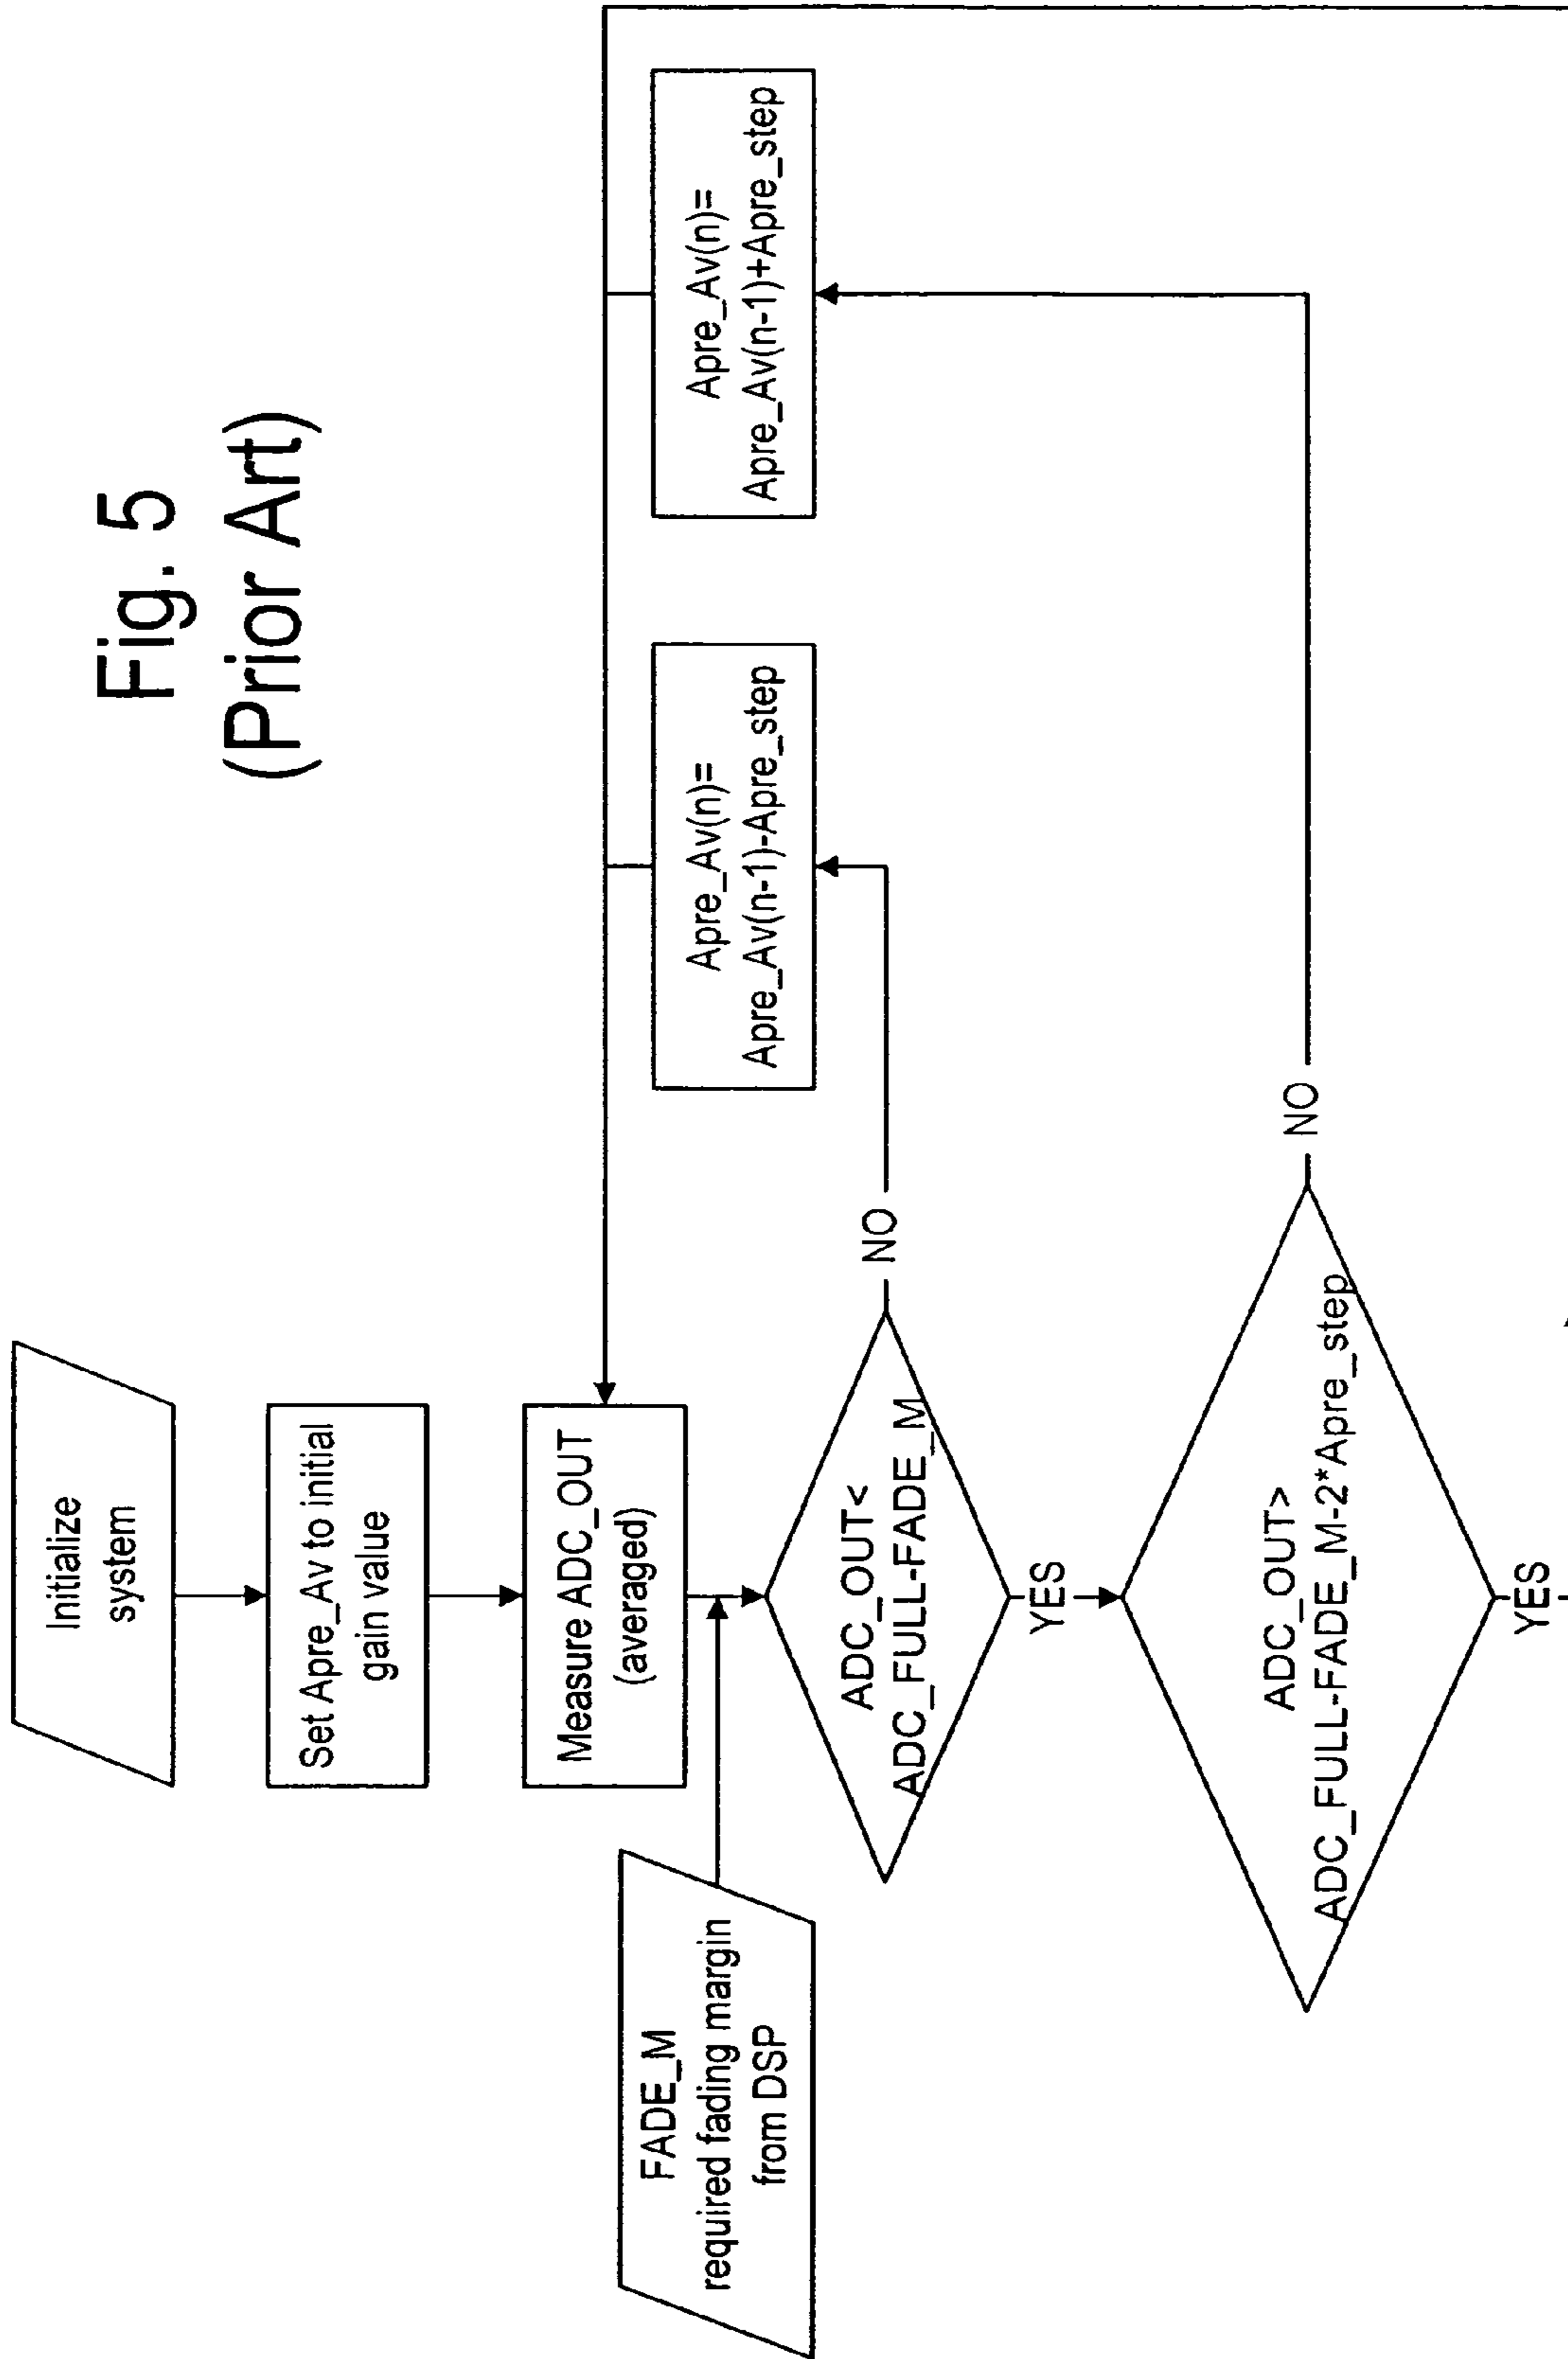 Fig. 5
(Prior Art)
Initialize
system
Set Apre_Av to initial
gain value
Measure ADC_OUT
(averaged)
FADE_M
required fading margin
from DSP
ADC_OUT<
ADC_FULL-FADE_M
NO
YES
Apre_Av(n)=
Apre_Av(n-1)-Apre_step
ADC_OUT>
ADC_FULL-FADE_M-2*Apre_step
NO
YES
Apre_Av(n)=
Apre_Av(n-1)+Apre_step